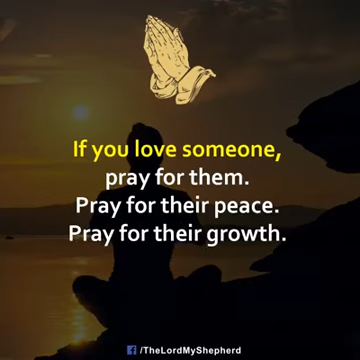 If you love someone,
pray for them.
Pray for their peace.
Pray for their growth.
/TheLordMyShepherd